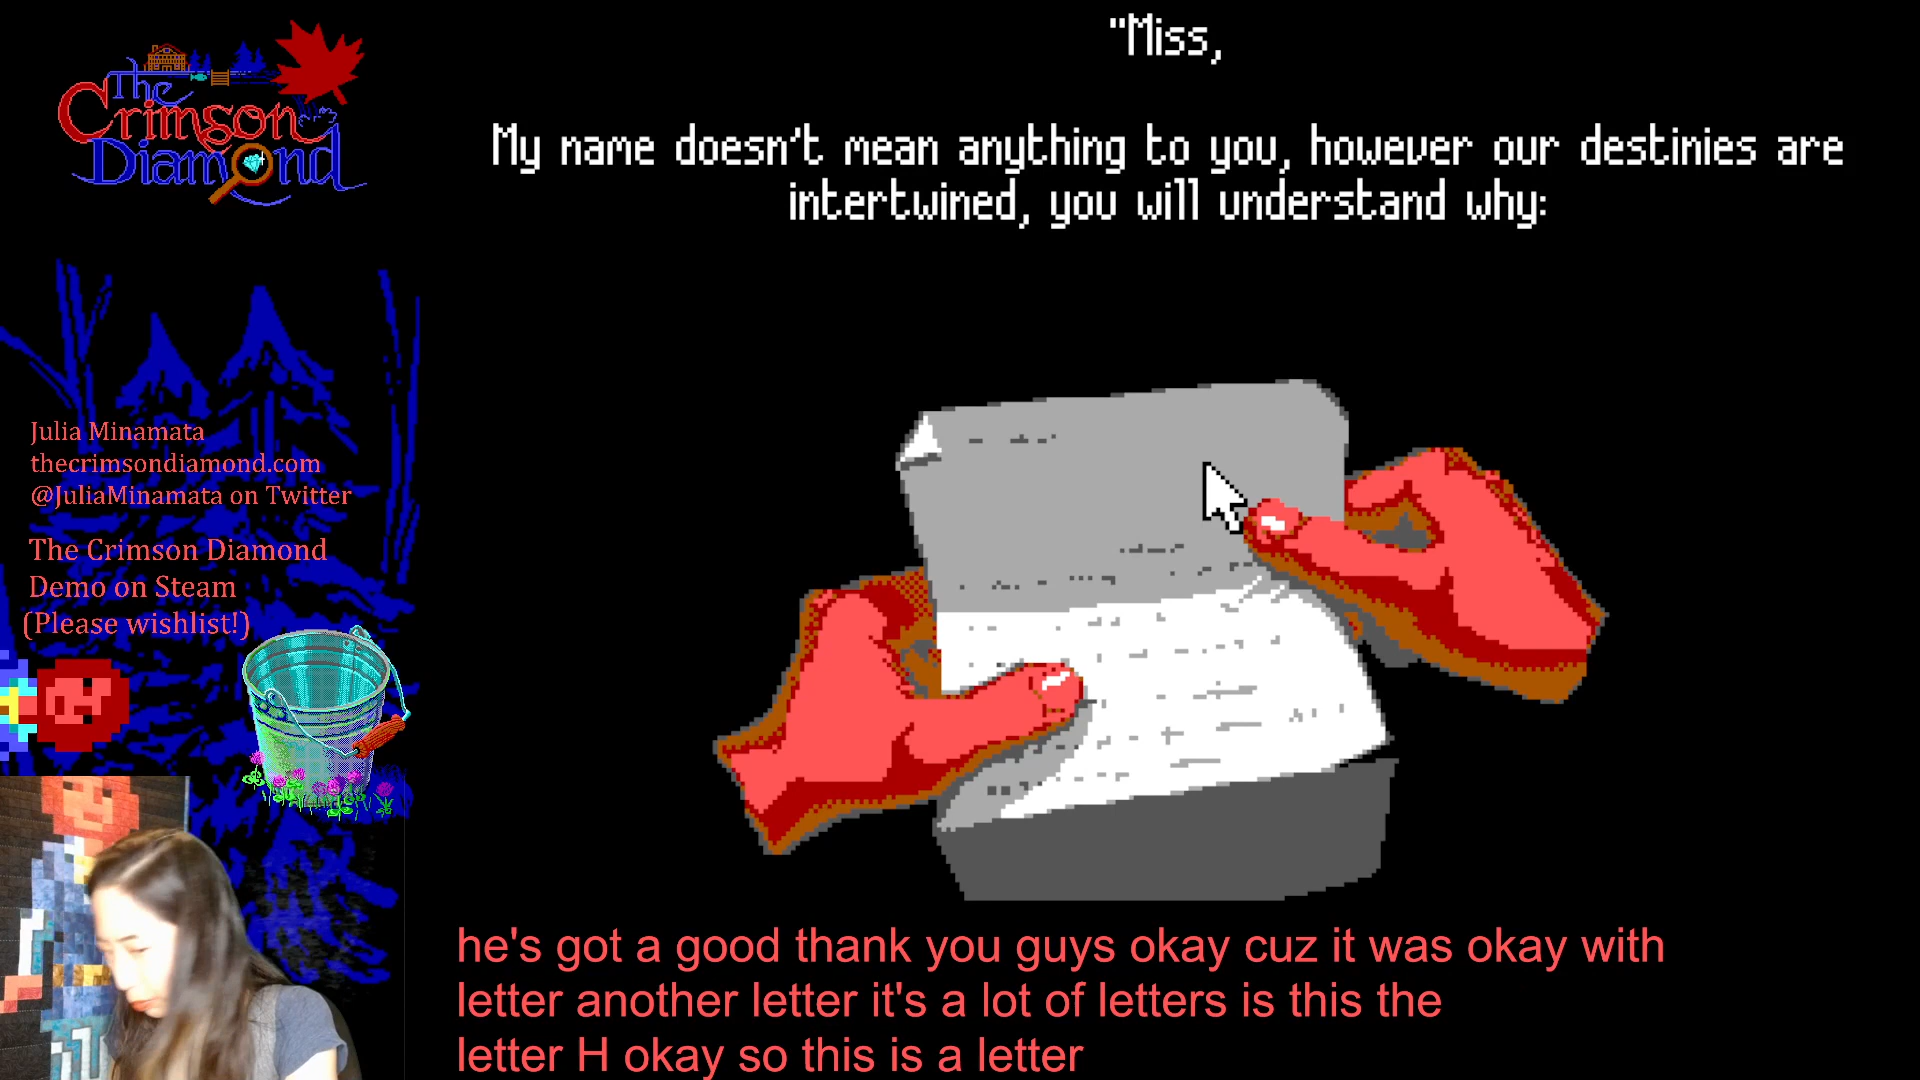 The
Crimson
Diamond
Julia Minamata
thecrimsondiamond.com
@JuliaMinamata on Twitter
The Crimson Diamond
Demo on Steam
(Please wishlist!)
"Miss,
My name doesn't mean anything to you, however our destinies are
intertwined, you will understand why:
he's got a good thank you guys okay cuz it was okay with
letter another letter it's a lot of letters is this the
letter H okay so this is a letter